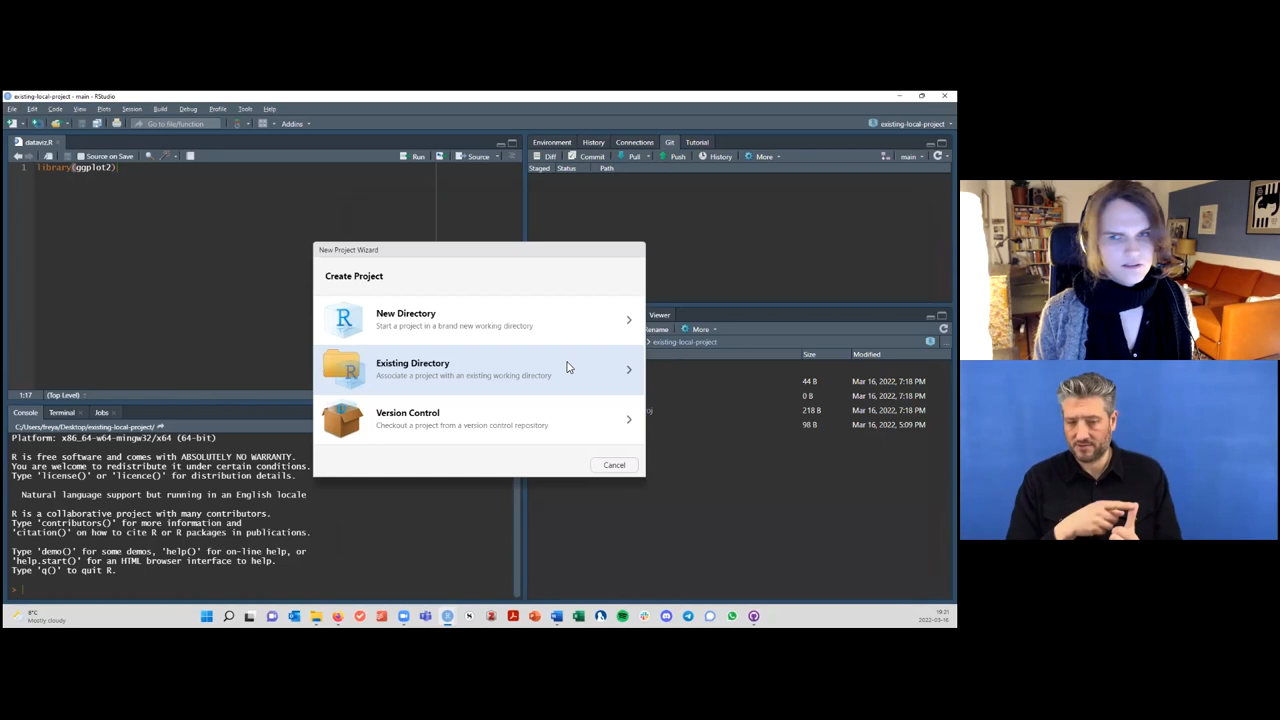 existing-local-project - main - RStudio
File Edit Code View Plots Session Build Debug Profile Tools Help
Go to file/function Addins existing-local-project
dataviz.R
Source on Save Run Source
1 library(ggplot2)
1:17 (Top Level)
Environment History Connections Git Tutorial
Diff Commit Pull Push History More main
Staged Status Path
New Project Wizard
Create Project
New Directory
Start a project in a brand new working directory
Existing Directory
Associate a project with an existing working directory
Version Control
Checkout a project from a version control repository
Cancel
Viewer
Rename More
existing-local-project
Size Modified
44 B Mar 16, 2022, 7:18 PM
0 B Mar 16, 2022, 7:18 PM
oj 218 B Mar 16, 2022, 7:18 PM
98 B Mar 16, 2022, 5:09 PM
Console Terminal Jobs
C:/Users/freya/Desktop/existing-local-project/
Platform: x86_64-w64-mingw32/x64 (64-bit)
R is free software and comes with ABSOLUTELY NO WARRANTY.
You are welcome to redistribute it under certain conditions.
Type 'license()' or 'licence()' for distribution details.
Natural language support but running in an English locale
R is a collaborative project with many contributors.
Type 'contributors()' for more information and
'citation()' on how to cite R or R packages in publications.
Type 'demo()' for some demos, 'help()' for on-line help, or
'help.start()' for an HTML browser interface to help.
Type 'q()' to quit R.
>
8°C
Mostly cloudy
19:21
2022-03-16